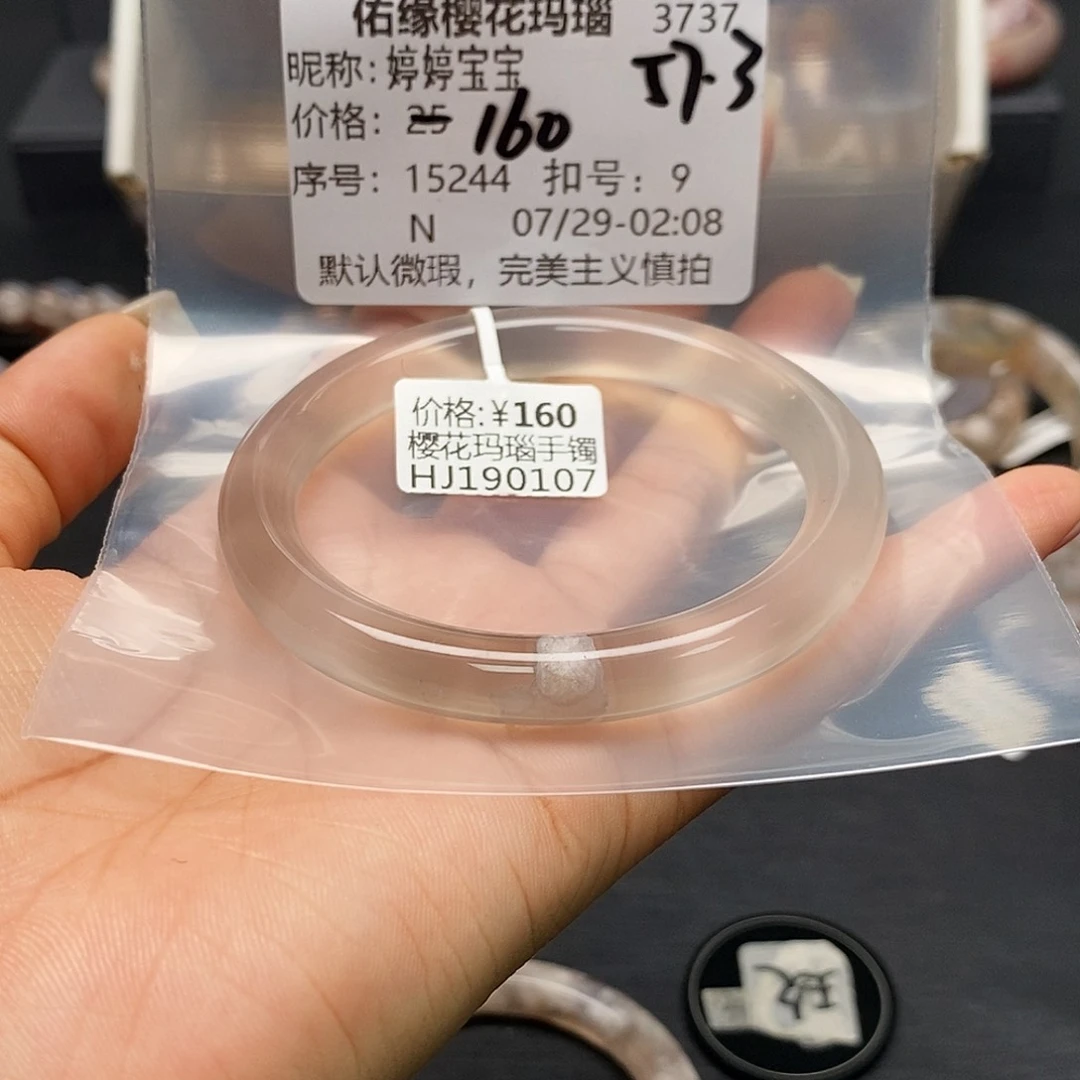 佑缘樱花玛瑙 3737
昵称：婷婷宝宝
价格：25 160
序号：15244 扣号：9
N 07/29-02:08
默认微瑕，完美主义慎拍
价格:¥160
樱花玛瑙手镯
HJ190107